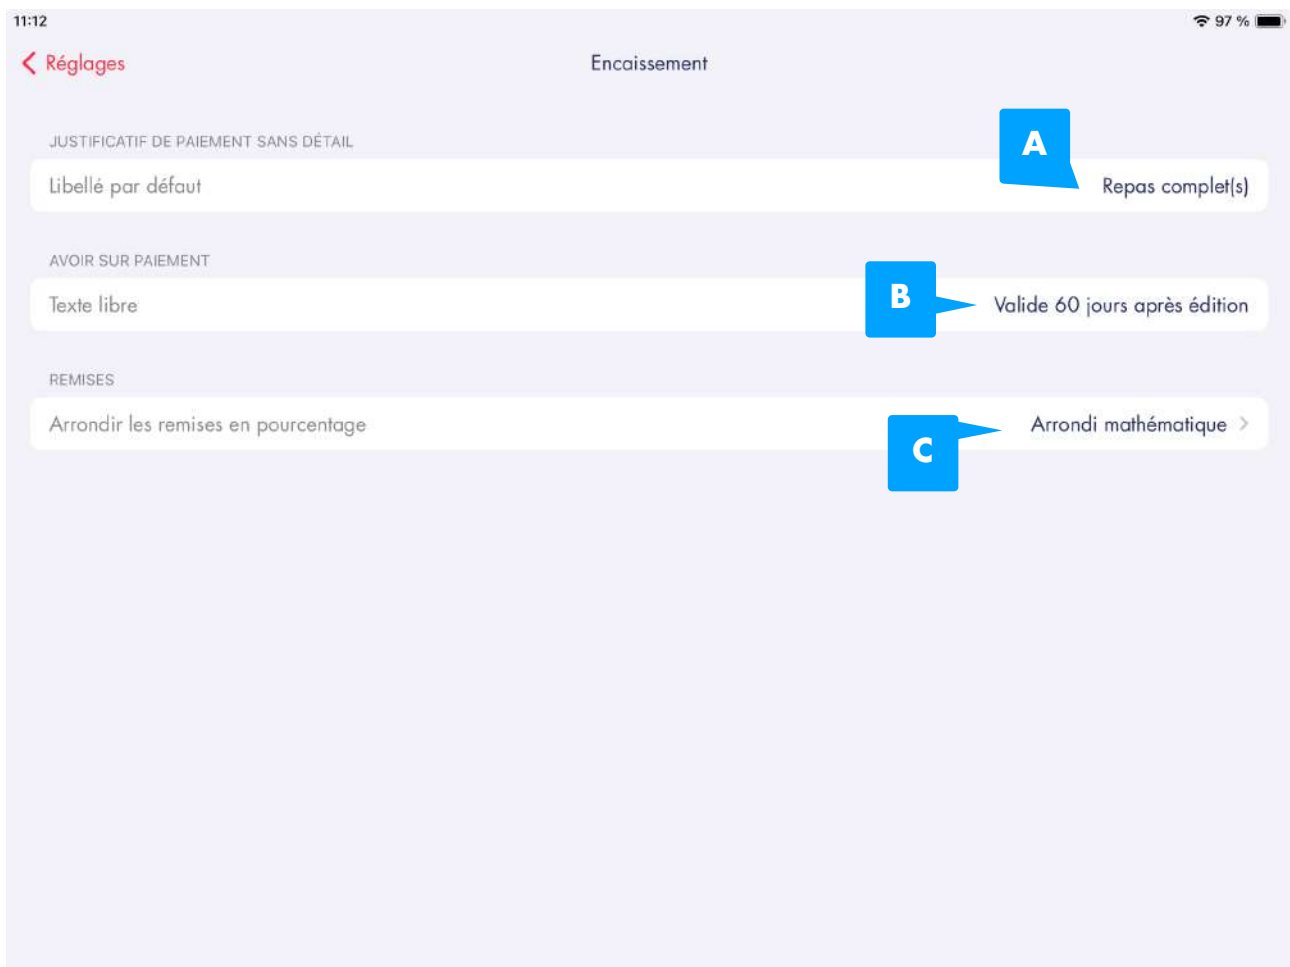 11:12 97 %
Réglages Encaissement
JUSTIFICATIF DE PAIEMENT SANS DÉTAIL
A
Libellé par défaut Repas complet(s)
AVOIR SUR PAIEMENT
B
Texte libre Valide 60 jours après édition
REMISES
Arrondir les remises en pourcentage Arrondi mathématique
C